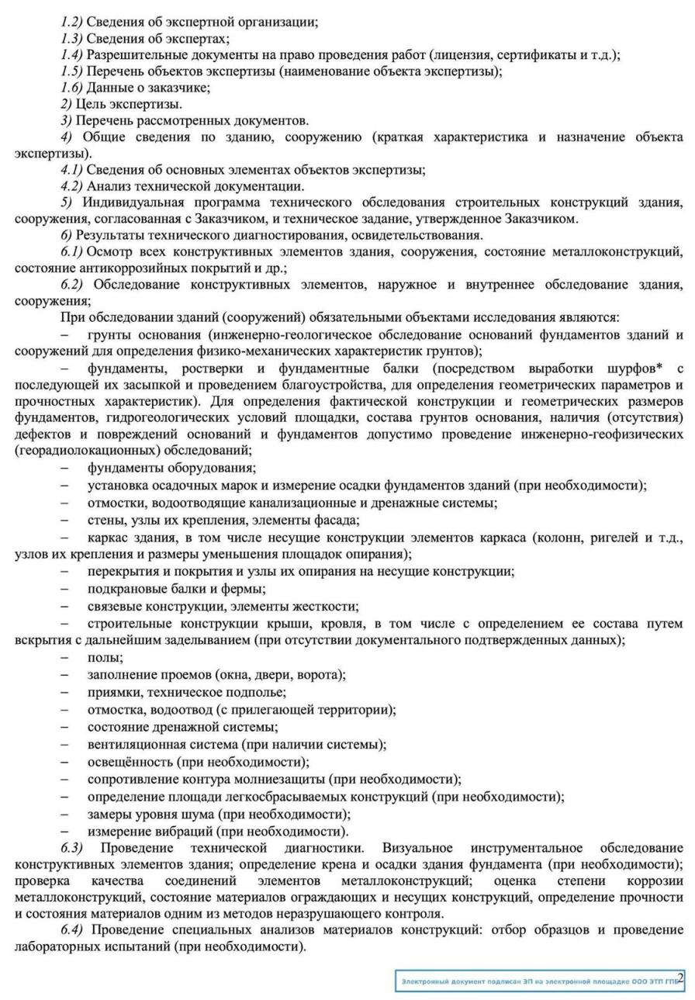 1.2) Сведения об экспертной организации;
1.3) Сведения об экспертах;
1.4) Разрешительные документы на право проведения работ (лицензия, сертификаты и т.д.);
1.5) Перечень объектов экспертизы (наименование объекта экспертизы);
1.6) Данные о заказчике;
2) Цель экспертизы.
3) Перечень рассмотренных документов.
4) Общие сведения по зданию, сооружению (краткая характеристика и назначение объекта
экспертизы).
4.1) Сведения об основных элементах объектов экспертизы;
4.2) Анализ технической документации.
5) Индивидуальная программа технического обследования строительных конструкций здания,
сооружения, согласованная с Заказчиком, и техническое задание, утвержденное Заказчиком.
6) Результаты технического диагностирования, освидетельствования.
6.1) Осмотр всех конструктивных элементов здания, сооружения, состояние металлоконструкций,
состояние антикоррозийных покрытий и др.;
6.2) Обследование конструктивных элементов, наружное и внутреннее обследование здания,
сооружения;
При обследовании зданий (сооружений) обязательными объектами исследования являются:
– грунты основания (инженерно-геологическое обследование оснований фундаментов зданий и
сооружений для определения физико-механических характеристик грунтов);
– фундаменты, ростверки и фундаментные балки (посредством выработки шурфов* с
последующей их засыпкой и проведением благоустройства, для определения геометрических параметров и
прочностных характеристик). Для определения фактической конструкции и геометрических размеров
фундаментов, гидрогеологических условий площадки, состава грунтов основания, наличия (отсутствия)
дефектов и повреждений оснований и фундаментов допустимо проведение инженерно-геофизических
(георадиолокационных) обследований;
– фундаменты оборудования;
– установка осадочных марок и измерение осадки фундаментов зданий (при необходимости);
– отмостки, водоотводящие канализационные и дренажные системы;
– стены, узлы их крепления, элементы фасада;
– каркас здания, в том числе несущие конструкции элементов каркаса (колонн, ригелей и т.д.,
узлов их крепления и размеры уменьшения площадок опирания);
– перекрытия и покрытия и узлы их опирания на несущие конструкции;
– подкрановые балки и фермы;
– связевые конструкции, элементы жесткости;
– строительные конструкции крыши, кровля, в том числе с определением ее состава путем
вскрытия с дальнейшим заделыванием (при отсутствии документального подтвержденных данных);
– полы;
– заполнение проемов (окна, двери, ворота);
– приямки, техническое подполье;
– отмостка, водоотвод (с прилегающей территории);
– состояние дренажной системы;
– вентиляционная система (при наличии системы);
– освещённость (при необходимости);
– сопротивление контура молниезащиты (при необходимости);
– определение площади легкосбрасываемых конструкций (при необходимости);
– замеры уровня шума (при необходимости);
– измерение вибраций (при необходимости).
6.3) Проведение технической диагностики. Визуальное инструментальное обследование
конструктивных элементов здания; определение крена и осадки здания фундамента (при необходимости);
проверка качества соединений элементов металлоконструкций; оценка степени коррозии
металлоконструкций, состояние материалов ограждающих и несущих конструкций, определение прочности
и состояния материалов одним из методов неразрушающего контроля.
6.4) Проведение специальных анализов материалов конструкций: отбор образцов и проведение
лабораторных испытаний (при необходимости).
Электронный документ подписан ЭП на электронной площадке ООО ЭТП ГПБ
2